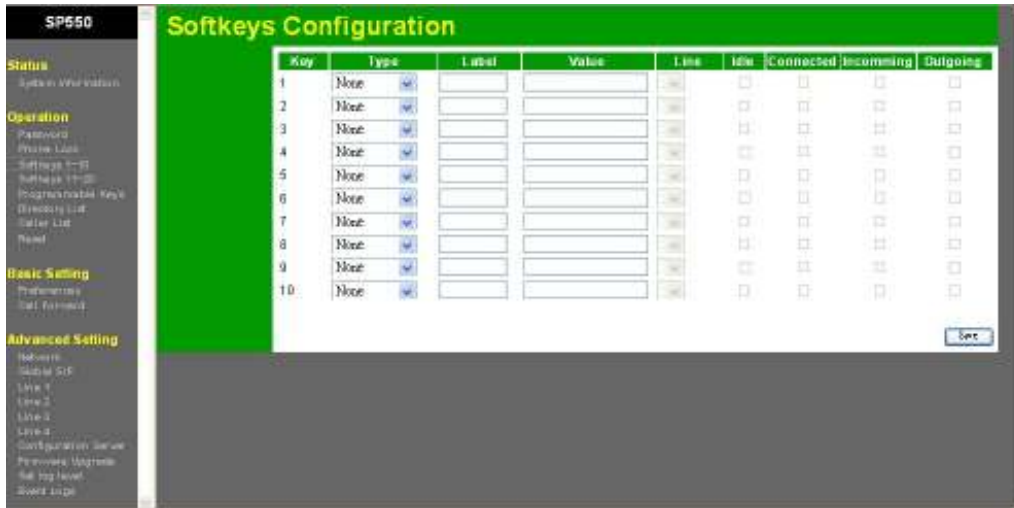 SP550
Softkeys Configuration
Status
System Information
Operation
Password
Phone Lock
Softkeys 1~10
Softkeys 11~20
Programmable Keys
Directory List
Caller List
Reset
Basic Setting
Preferences
Call Forward
Advanced Setting
Network
Global SIP
Line 1
Line 2
Line 3
Line 4
Configuration Server
Firmware Upgrade
Set log level
Event Logs
Key Type Label Value Line Idle Connected Incomming Outgoing
1 None
2 None
3 None
4 None
5 None
6 None
7 None
8 None
9 None
10 None
Save